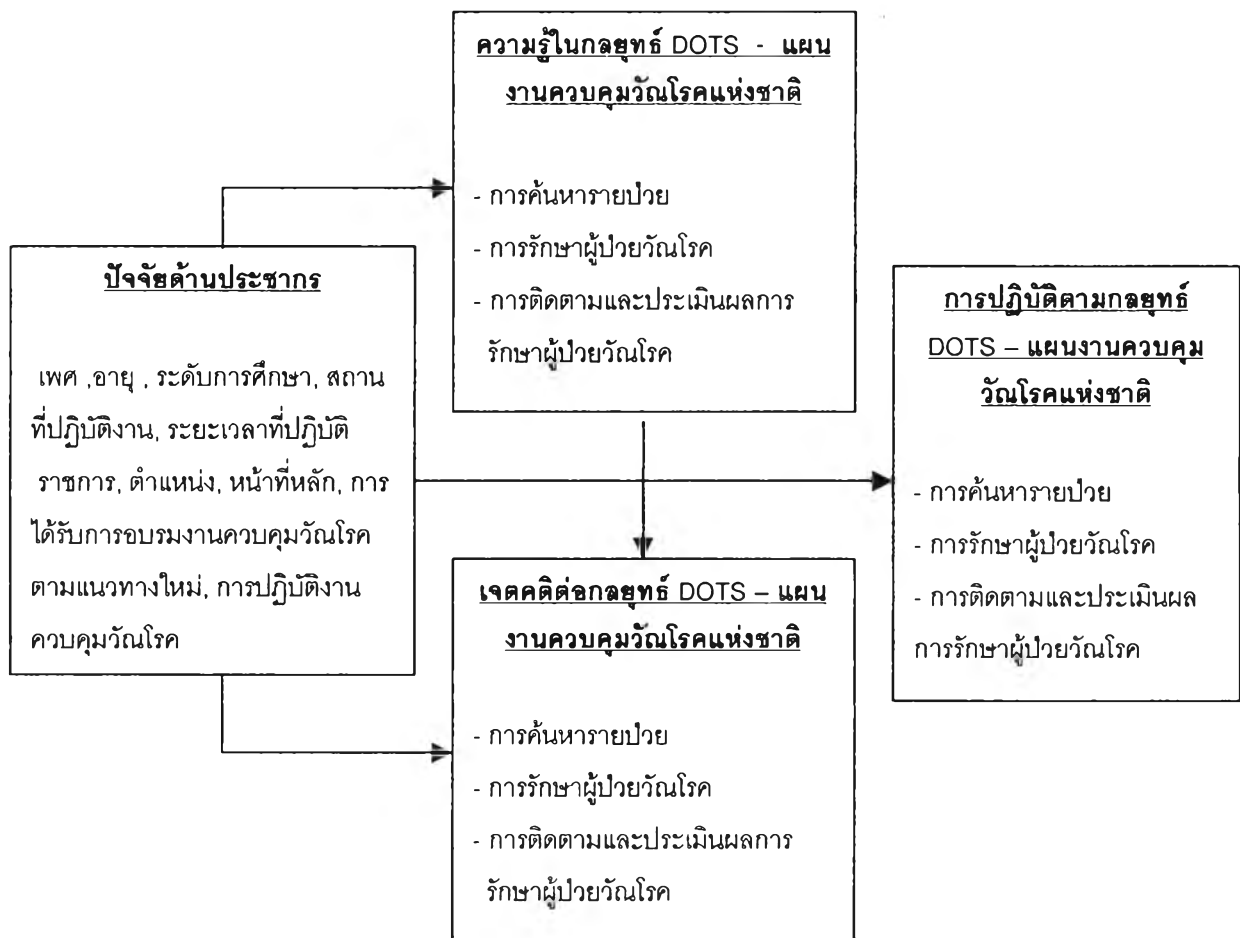 ความรู้ในกลยุทธ์ DOTS - แผน
งานควบคุมวัณโรคแห่งชาติ
- การค้นหารายป่วย
- การรักษาผู้ป่วยวัณโรค
- การติดตามและประเมินผลการ
รักษาผู้ป่วยวัณโรค
ปัจจัยด้านประชากร
เพศ ,อายุ , ระดับการศึกษา, สถาน
ที่ปฏิบัติงาน, ระยะเวลาที่ปฏิบัติ
ราชการ, ตำแหน่ง, หน้าที่หลัก, การ
ได้รับการอบรมงานควบคุมวัณโรค
ตามแนวทางใหม่, การปฏิบัติงาน
ควบคุมวัณโรค
เจตคติต่อกลยุทธ์ DOTS – แผน
งานควบคุมวัณโรคแห่งชาติ
- การค้นหารายป่วย
- การรักษาผู้ป่วยวัณโรค
- การติดตามและประเมินผลการ
รักษาผู้ป่วยวัณโรค
การปฏิบัติตามกลยุทธ์
DOTS – แผนงานควบคุม
วัณโรคแห่งชาติ
- การค้นหารายป่วย
- การรักษาผู้ป่วยวัณโรค
- การติดตามและประเมินผล
การรักษาผู้ป่วยวัณโรค